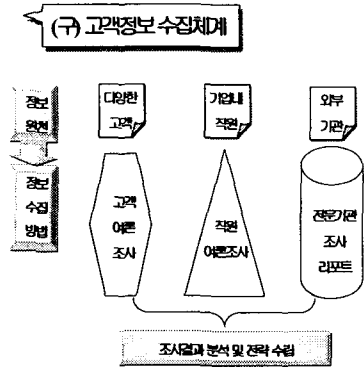 (구) 고객정보 수집체계
정보
원천
다양한
고객
기업내
직원
외부
기관
정보
수집
방법
고객
여론
조사
직원
여론조사
전문기관
조사
리포트
조사결과 분석 및 전략 수립